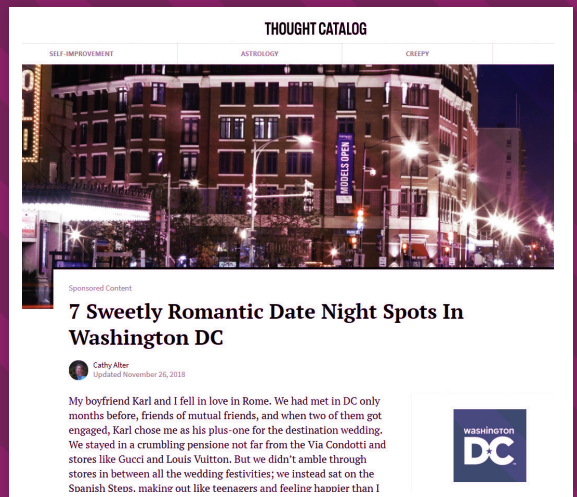 THOUGHT CATALOG
SELF-IMPROVEMENT
ASTROLOGY
CREEPY
MODELS OPEN
Sponsored Content
7 Sweetly Romantic Date Night Spots In
Washington DC
Cathy Alter
Updated November 26, 2018
My boyfriend Karl and I fell in love in Rome. We had met in DC only
months before, friends of mutual friends, and when two of them got
engaged, Karl chose me as his plus-one for the destination wedding.
We stayed in a crumbling pensione not far from the Via Condotti and
stores like Gucci and Louis Vuitton. But we didn't amble through
stores in between all the wedding festivities; we instead sat on the
Spanish Steps, making out like teenagers and feeling happier than I
WASHINGTON
DC